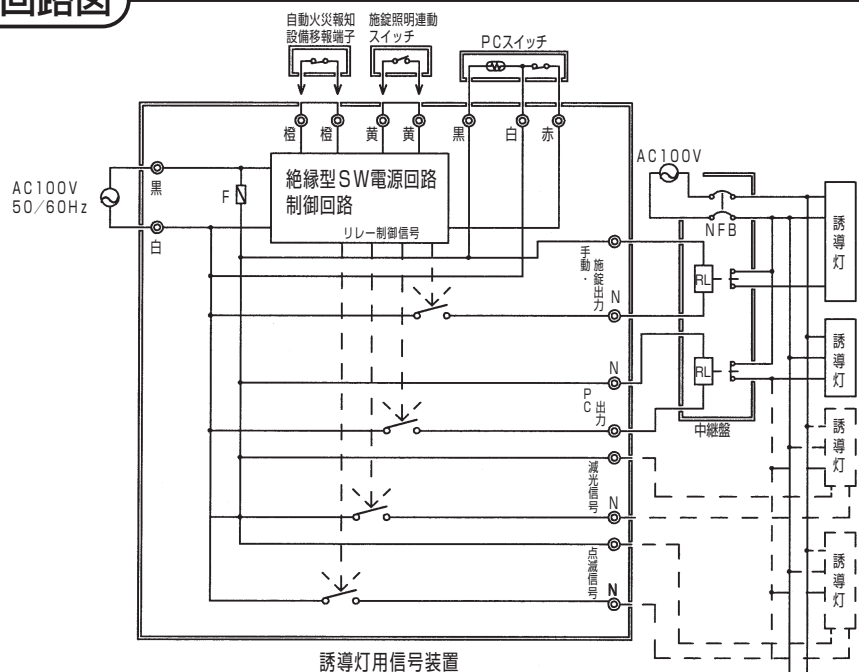 回路図
自動火災報知
設備移報端子
施錠照明連動
スイッチ
PCスイッチ
橙
橙
黄
黄
黒
白
赤
AC100V
50/60Hz
黒
白
F
絶縁型SW電源回路
制御回路
リレー制御信号
AC100V
NFB
誘導灯
手動・
施錠出力
N
RL
N
PC
出力
RL
中継盤
誘導灯
誘導灯
減光信号
N
点滅信号
N
誘導灯
誘導灯用信号装置